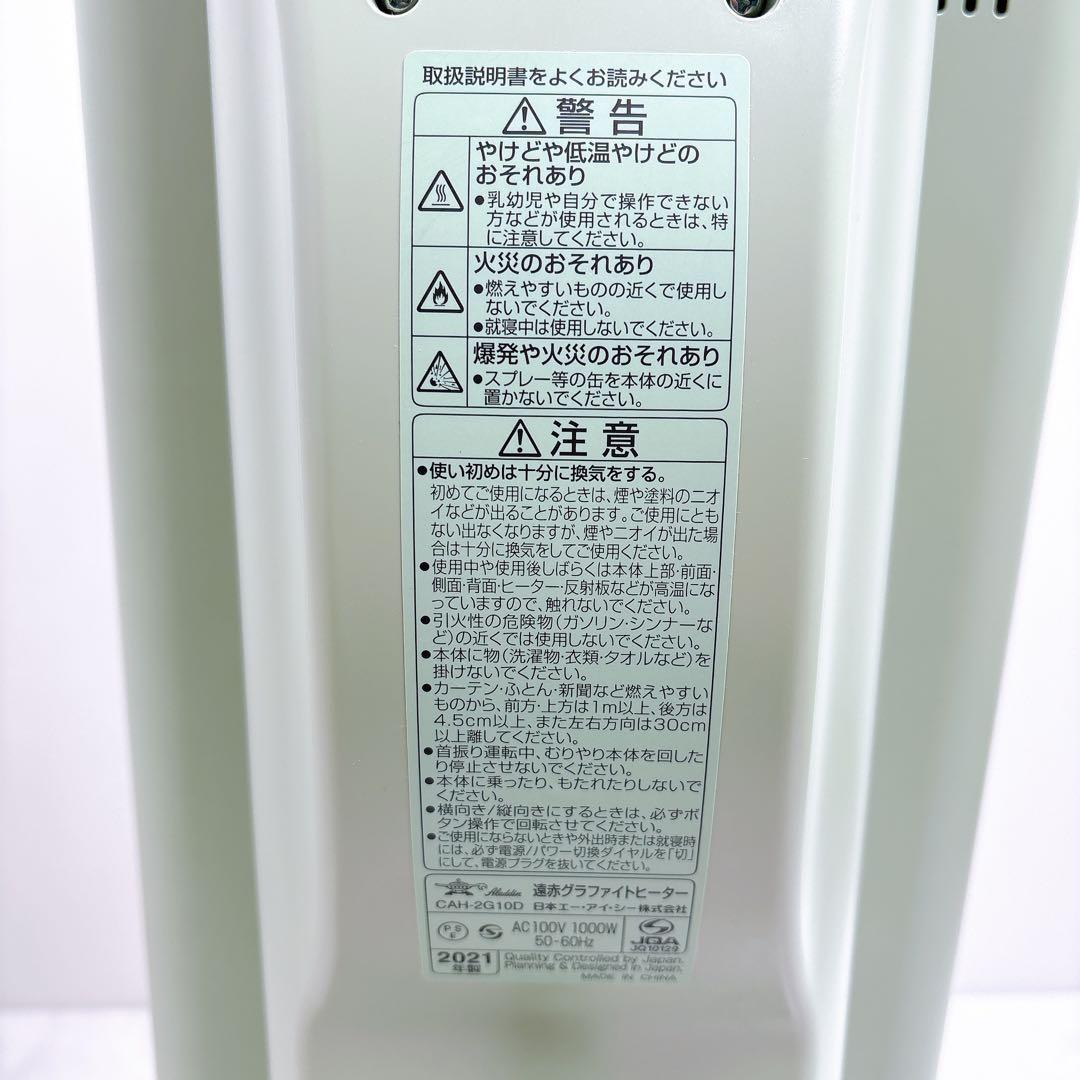 取扱説明書をよくお読みください
警告
やけどや低温やけどの
おそれあり
●乳幼児や自分で操作できない
方などが使用されるときは、特
に注意してください。
火災のおそれあり
●燃えやすいものの近くで使用し
ないでください。
●就寝中は使用しないでください。
爆発や火災のおそれあり
●スプレー等の缶を本体の近くに
置かないでください。
注意
●使い初めは十分に換気をする。
初めてご使用になるときは、煙や塗料のニオ
イなどが出ることがあります。ご使用にとも
ない出なくなりますが、煙やニオイが出た場
合は十分に換気をしてご使用ください。
●使用中や使用後しばらくは本体上部・前面・
側面・背面・ヒーター・反射板などが高温にな
っていますので、触れないでください。
●引火性の危険物(ガソリン・シンナーな
ど)の近くでは使用しないでください。
●本体に物(洗濯物・衣類・タオルなど)を
掛けないでください。
●カーテン・ふとん・新聞など燃えやすい
ものから、前方・上方は1m以上、後方は
4.5cm以上、また左右方向は30cm
以上離してください。
●首振り運転中、むりやり本体を回した
り停止させないでください。
●本体に乗ったり、もたれたりしないで
ください。
●横向き/縦向きにするときは、必ずボ
タン操作で回転させてください。
●ご使用にならないときや外出時または就寝時
には、必ず電源/パワー切換ダイヤルを「切」
にして、電源プラグを抜いてください。
Aladdin 遠赤グラファイトヒーター
CAH-2G10D 日本エー・アイ・シー株式会社
PSE AC100V 1000W
50-60Hz
JQA
JQ10129
2021
年製
Quality Controlled by Japan.
Planning & Designed in Japan.
MADE IN CHINA